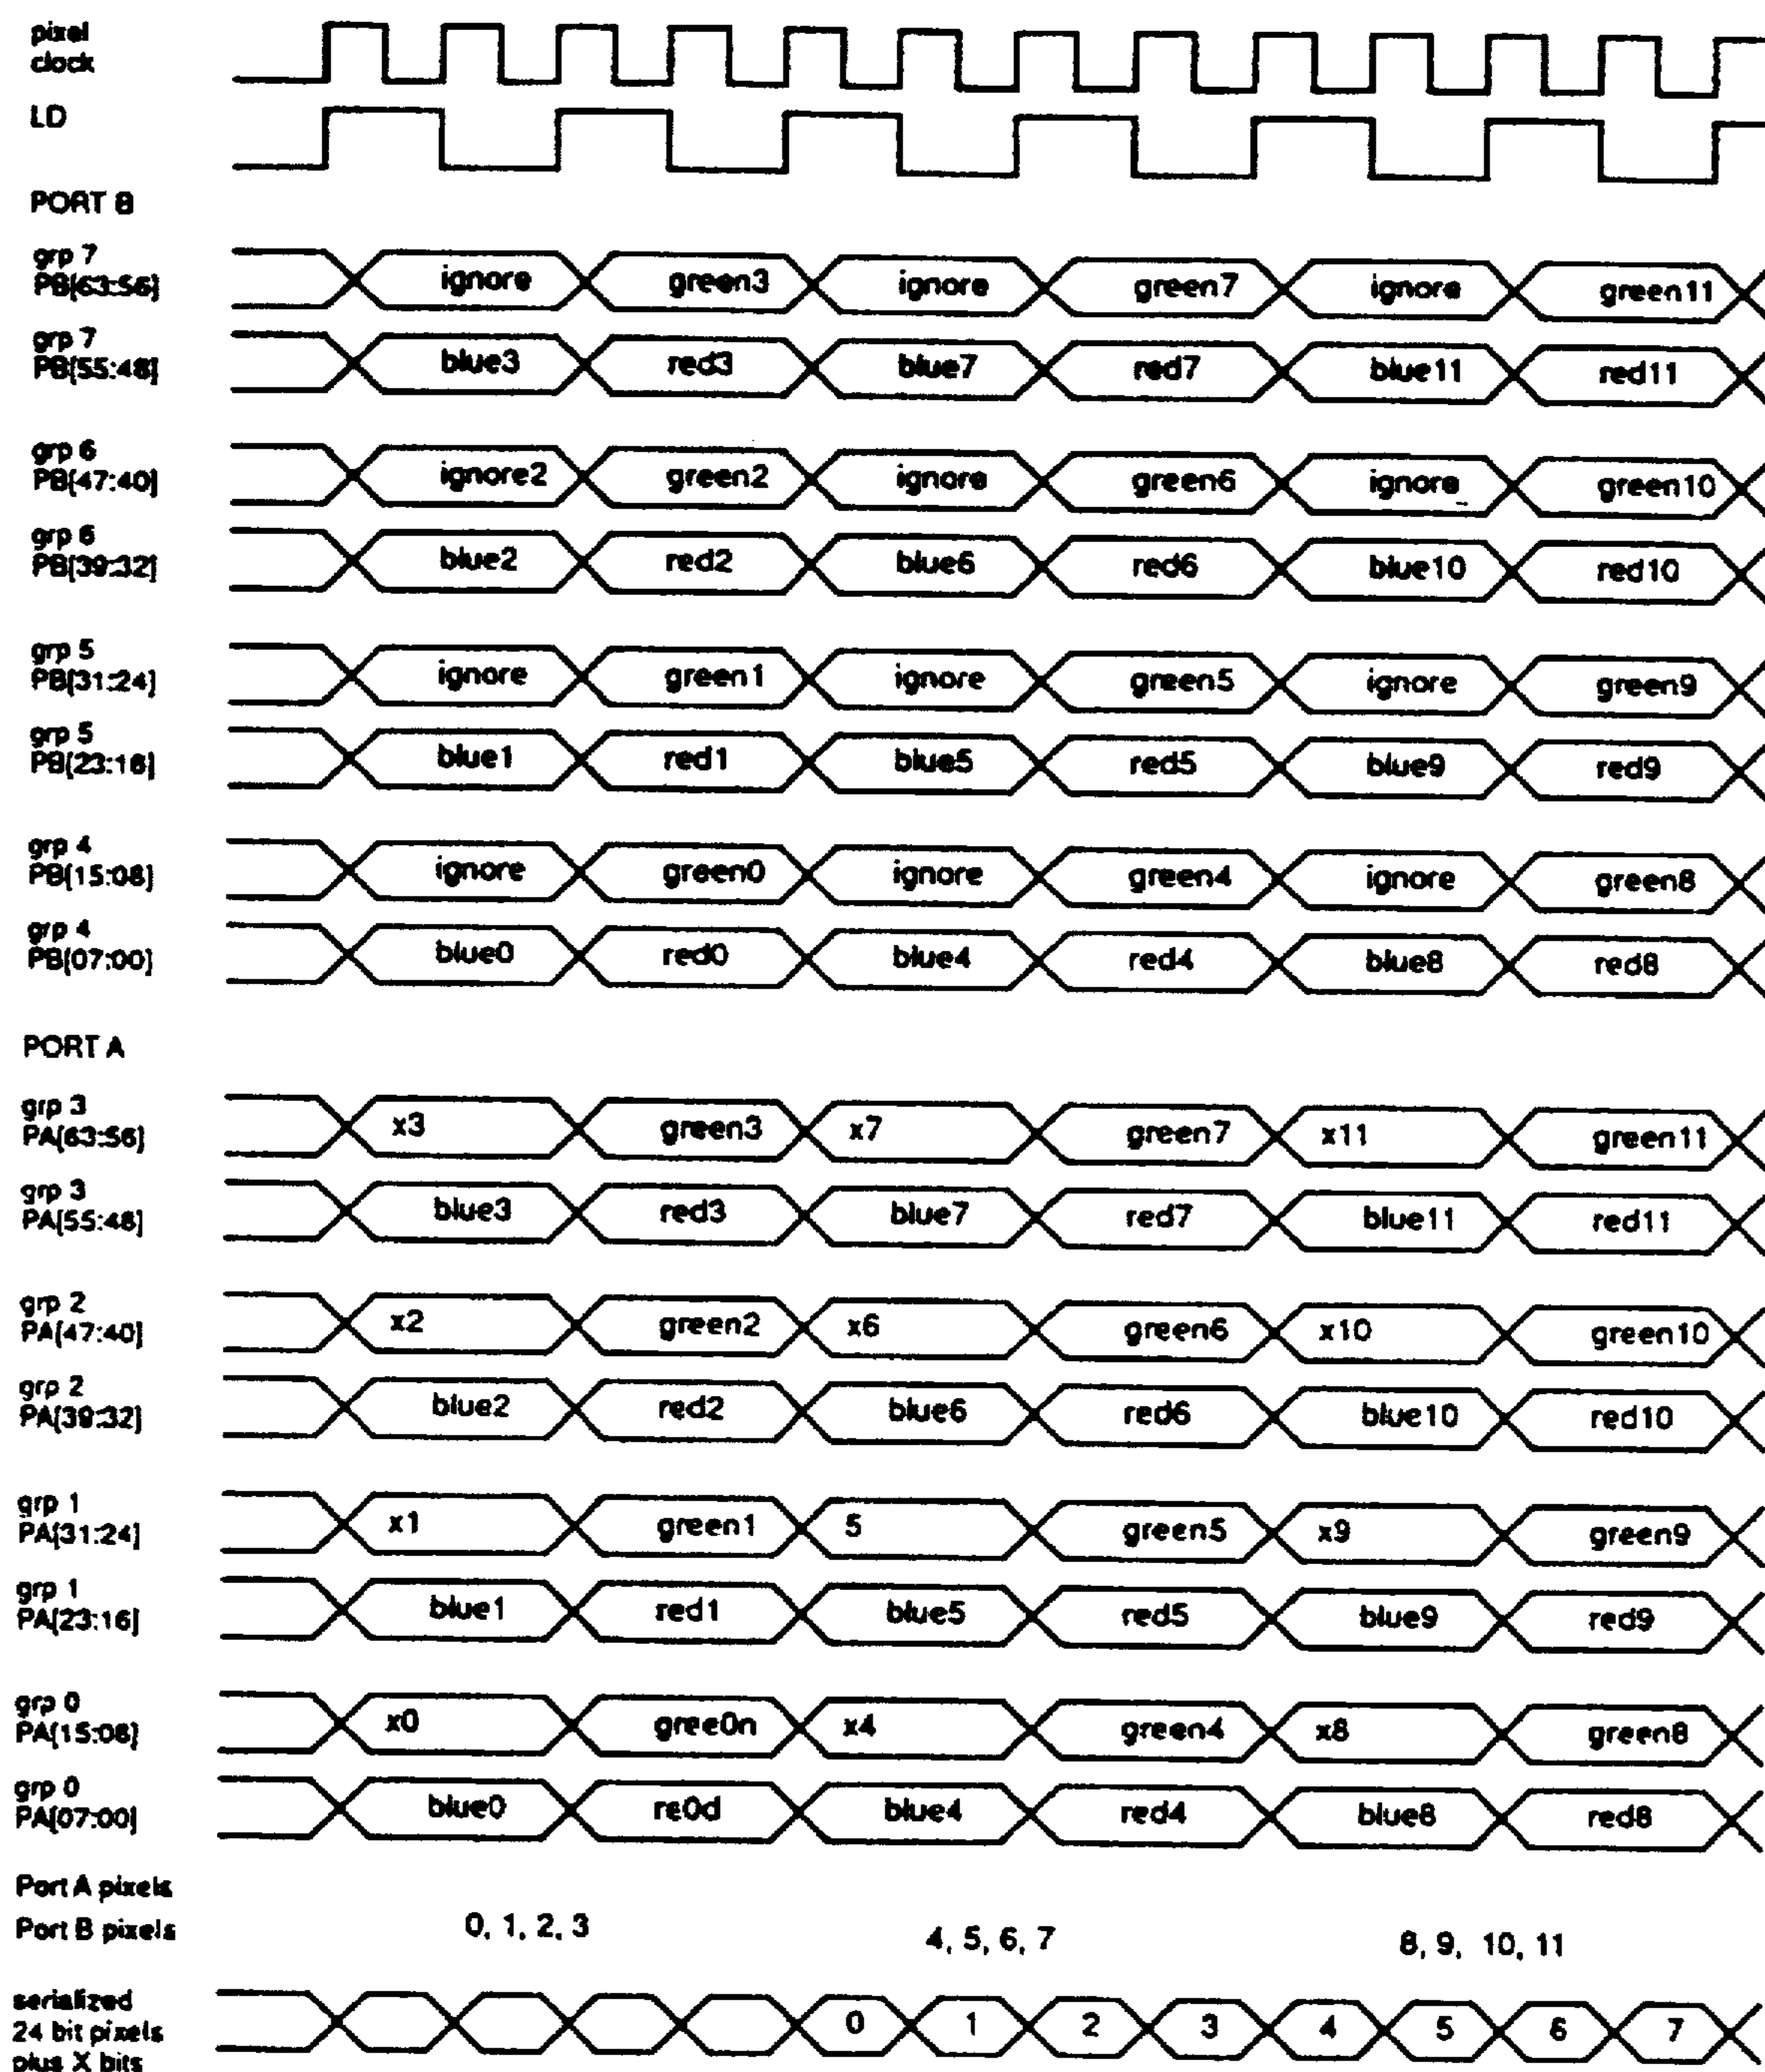 pixel
clock
LD
PORT B
grp 7
PB[63:56] ignore green3 ignore green7 ignore green11
grp 7
PB[55:48] blue3 red3 blue7 red7 blue11 red11
grp 6
PB[47:40] ignore2 green2 ignore green6 ignore green10
grp 6
PB[39:32] blue2 red2 blue6 red6 blue10 red10
grp 5
PB[31:24] ignore green1 ignore green5 ignore green9
grp 5
PB[23:16] blue1 red1 blue5 red5 blue9 red9
grp 4
PB[15:08] ignore green0 ignore green4 ignore green8
grp 4
PB[07:00] blue0 red0 blue4 red4 blue8 red8
PORT A
grp 3
PA[63:56] x3 green3 x7 green7 x11 green11
grp 3
PA[55:48] blue3 red3 blue7 red7 blue11 red11
grp 2
PA[47:40] x2 green2 x6 green6 x10 green10
grp 2
PA[39:32] blue2 red2 blue6 red6 blue10 red10
grp 1
PA[31:24] x1 green1 5 green5 x9 green9
grp 1
PA[23:16] blue1 red1 blue5 red5 blue9 red9
grp 0
PA[15:08] x0 gree0n x4 green4 x8 green8
grp 0
PA[07:00] blue0 re0d blue4 red4 blue8 red8
Port A pixels
Port B pixels 0, 1, 2, 3 4, 5, 6, 7 8, 9, 10, 11
serialized
24 bit pixels 0 1 2 3 4 5 6 7
plus X bits